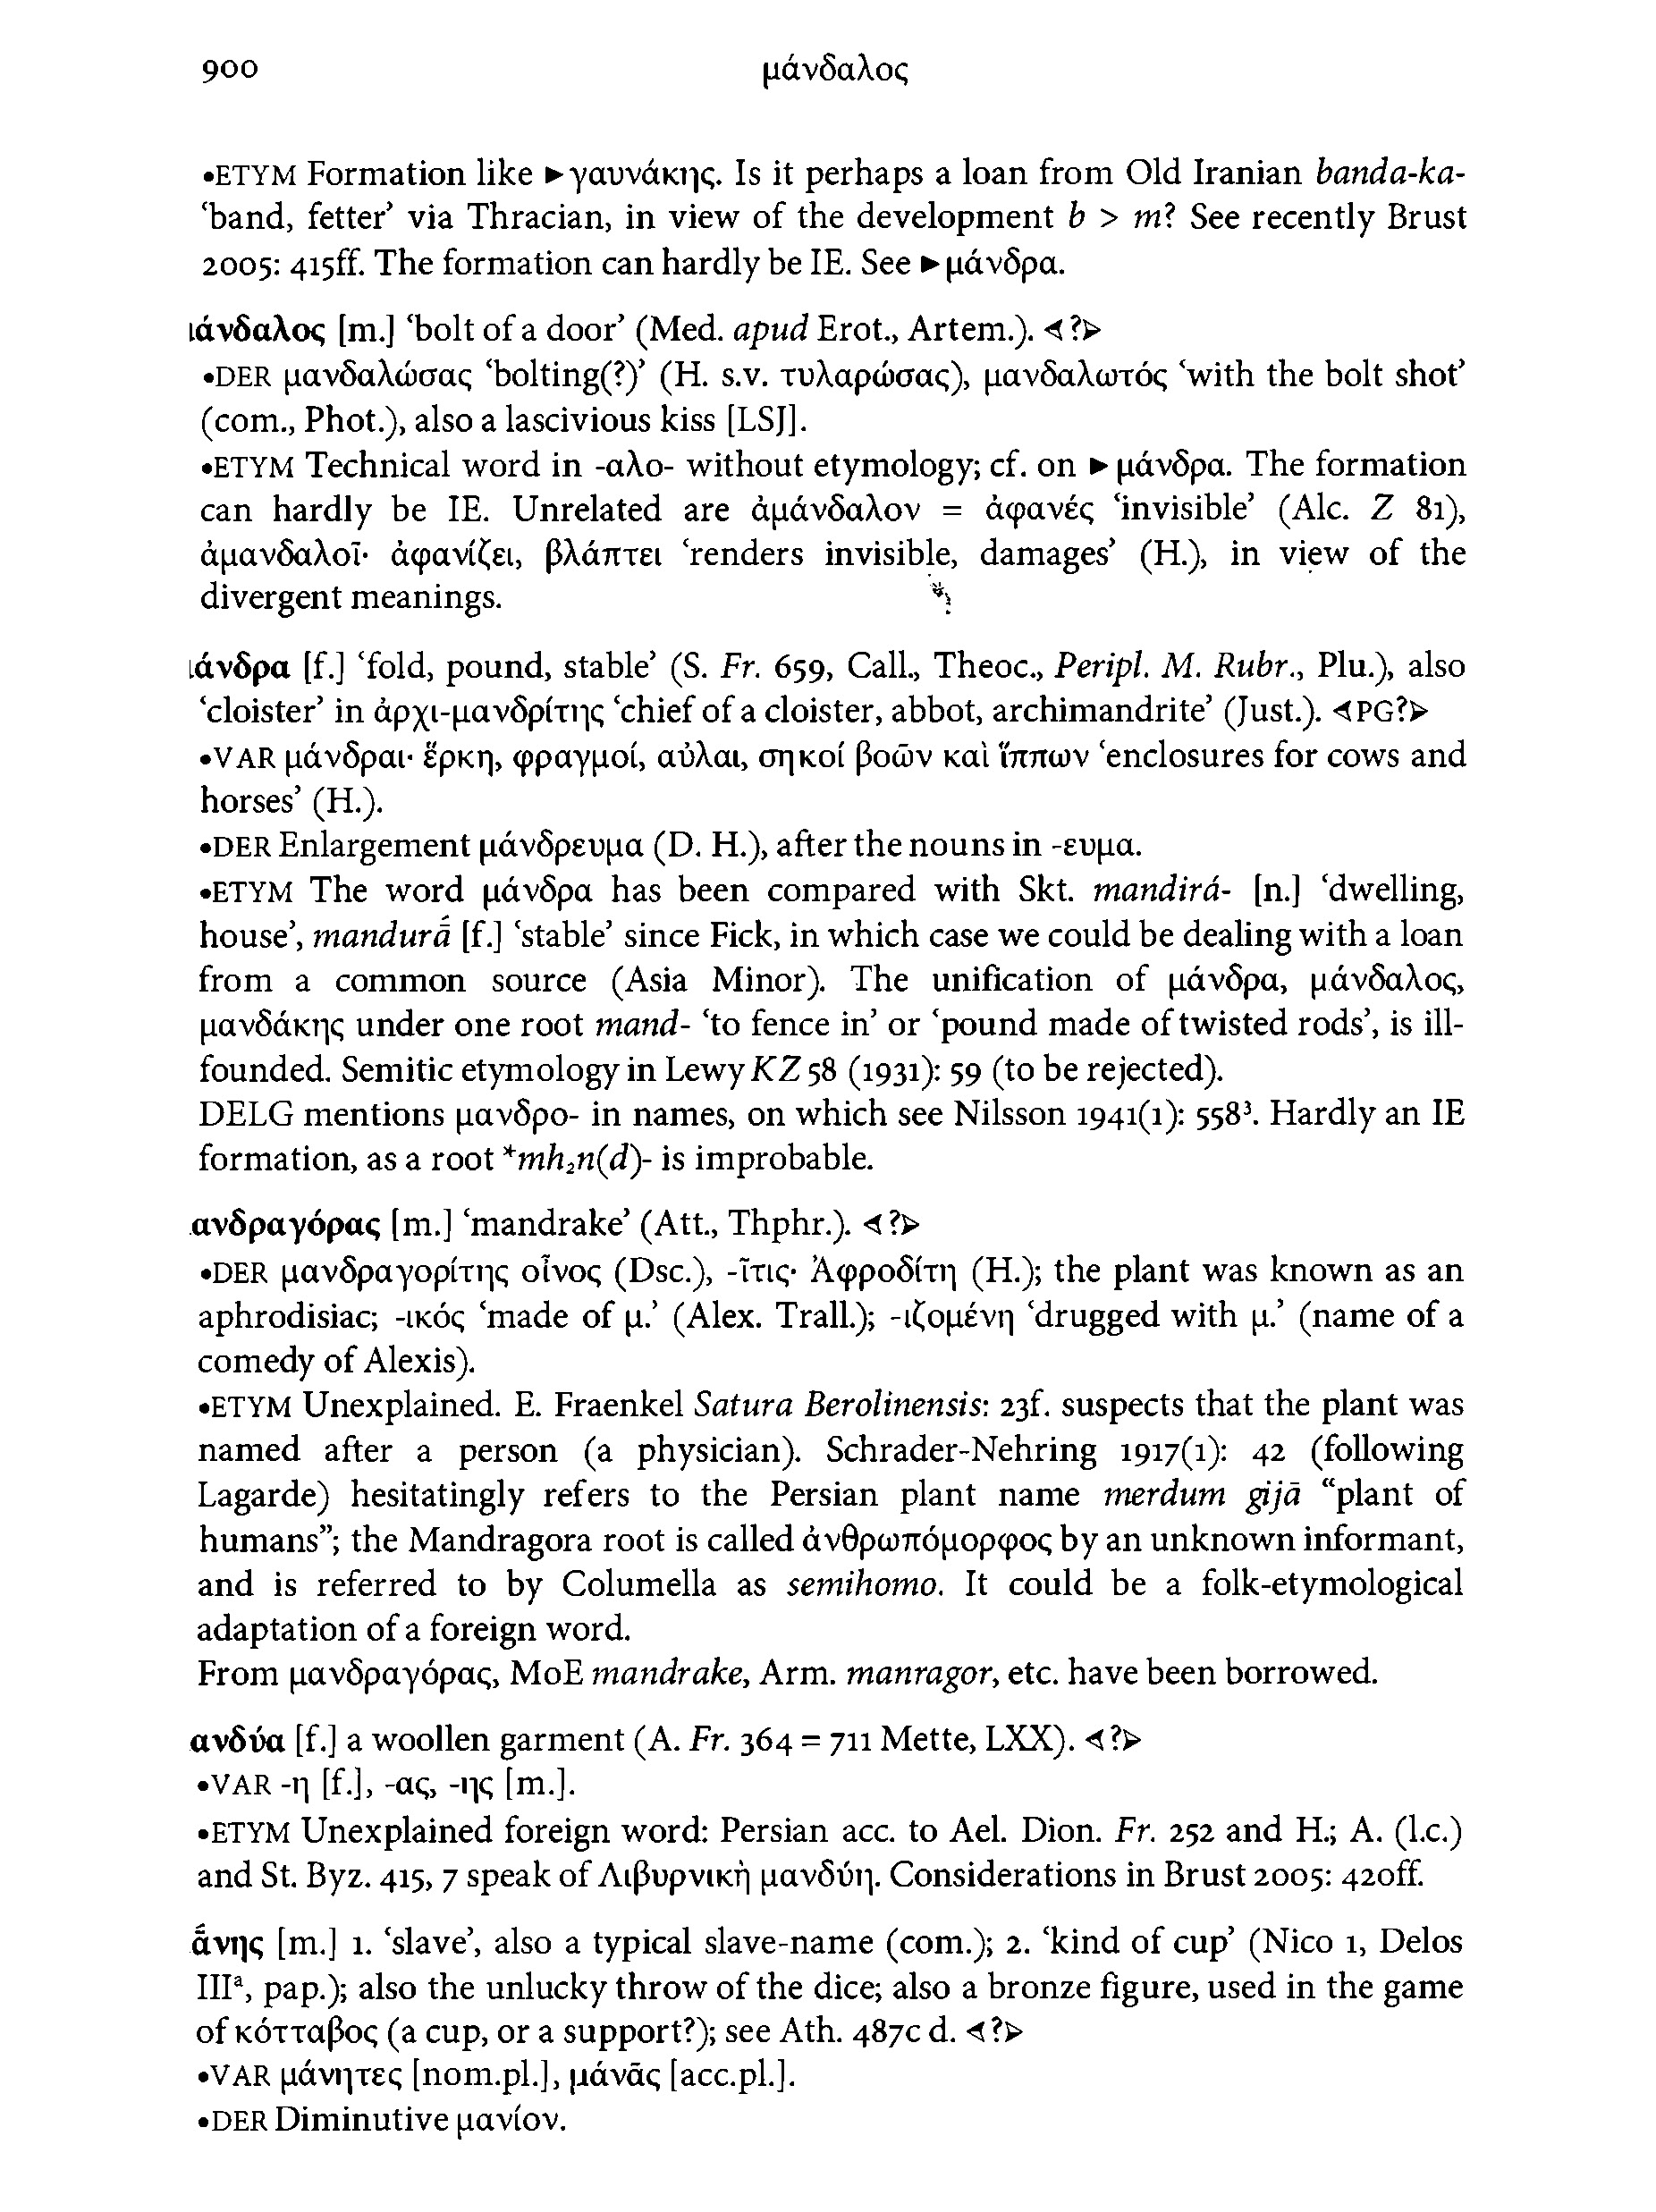 900 μάνδαλος
•ETYM Formation like ►γαυνάκης. Is it perhaps a loan from Old Iranian banda-ka-
‘band, fetter’ via Thracian, in view of the development b > m? See recently Brust
2005: 415ff. The formation can hardly be IE. See ►μάνδρα.
μάνδαλος [m.] ‘bolt of a door’ (Med. apud Erot., Artem.). ◁?▷
•DER μανδαλώσας ‘bolting(?)’ (H. s.v. τυλαρώσας), μανδαλωτός ‘with the bolt shot’
(com., Phot.), also a lascivious kiss [LSJ].
•ETYM Technical word in -αλο- without etymology; cf. on ►μάνδρα. The formation
can hardly be IE. Unrelated are ἀμάνδαλον = ἀφανές ‘invisible’ (Alc. Z 81),
ἀμανδαλοῖ· ἀφανίζει, βλάπτει ‘renders invisible, damages’ (H.), in view of the
divergent meanings.
μάνδρα [f.] ‘fold, pound, stable’ (S. Fr. 659, Call., Theoc., Peripl. M. Rubr., Plu.), also
‘cloister’ in ἀρχι-μανδρίτης ‘chief of a cloister, abbot, archimandrite’ (Just.). ◁PG?▷
•VAR μάνδραι· ἕρκη, φραγμοί, αὐλαι, σηκοί βοῶν καὶ ἵππων ‘enclosures for cows and
horses’ (H.).
•DER Enlargement μάνδρευμα (D. H.), after the nouns in -ευμα.
•ETYM The word μάνδρα has been compared with Skt. mandirá- [n.] ‘dwelling,
house’, mandurā́ [f.] ‘stable’ since Fick, in which case we could be dealing with a loan
from a common source (Asia Minor). The unification of μάνδρα, μάνδαλος,
μανδάκης under one root mand- ‘to fence in’ or ‘pound made of twisted rods’, is ill-
founded. Semitic etymology in Lewy KZ 58 (1931): 59 (to be rejected).
DELG mentions μανδρο- in names, on which see Nilsson 1941(1): 558³. Hardly an IE
formation, as a root *mh₂n(d)- is improbable.
μανδραγόρας [m.] ‘mandrake’ (Att., Thphr.). ◁?▷
•DER μανδραγορίτης οἶνος (Dsc.), -ῖτις· Ἀφροδίτη (H.); the plant was known as an
aphrodisiac; -ικός ‘made of μ.’ (Alex. Trall.); -ιζομένη ‘drugged with μ.’ (name of a
comedy of Alexis).
•ETYM Unexplained. E. Fraenkel Satura Berolinensis: 23f. suspects that the plant was
named after a person (a physician). Schrader-Nehring 1917(1): 42 (following
Lagarde) hesitatingly refers to the Persian plant name merdum gijā “plant of
humans”; the Mandragora root is called ἀνθρωπόμορφος by an unknown informant,
and is referred to by Columella as semihomo. It could be a folk-etymological
adaptation of a foreign word.
From μανδραγόρας, MoE mandrake, Arm. manragor, etc. have been borrowed.
μανδύα [f.] a woollen garment (A. Fr. 364 = 711 Mette, LXX). ◁?▷
•VAR -η [f.], -ας, -ης [m.].
•ETYM Unexplained foreign word: Persian acc. to Ael. Dion. Fr. 252 and H.; A. (l.c.)
and St. Byz. 415, 7 speak of Λιβυρνικὴ μανδύη. Considerations in Brust 2005: 420ff.
μά̄νης [m.] 1. ‘slave’, also a typical slave-name (com.); 2. ‘kind of cup’ (Nico 1, Delos
IIIᵃ, pap.); also the unlucky throw of the dice; also a bronze figure, used in the game
of κότταβος (a cup, or a support?); see Ath. 487c d. ◁?▷
•VAR μάνητες [nom.pl.], μάνᾱς [acc.pl.].
•DER Diminutive μανίον.